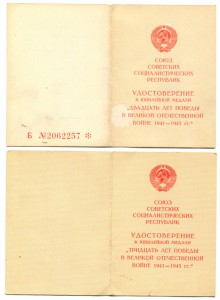 СОЮЗ
СОВЕТСКИХ
СОЦИАЛИСТИЧЕСКИХ
РЕСПУБЛИК
УДОСТОВЕРЕНИЕ
К ЮБИЛЕЙНОЙ МЕДАЛИ
"ДВАДЦАТЬ ЛЕТ ПОБЕДЫ
В ВЕЛИКОЙ ОТЕЧЕСТВЕННОЙ
ВОЙНЕ 1941—1945 гг."
Б №2062257 *
СОЮЗ
СОВЕТСКИХ
СОЦИАЛИСТИЧЕСКИХ
РЕСПУБЛИК
УДОСТОВЕРЕНИЕ
К ЮБИЛЕЙНОЙ МЕДАЛИ
"ТРИДЦАТЬ ЛЕТ ПОБЕДЫ
В ВЕЛИКОЙ ОТЕЧЕСТВЕННОЙ
ВОЙНЕ 1941—1945 гг."